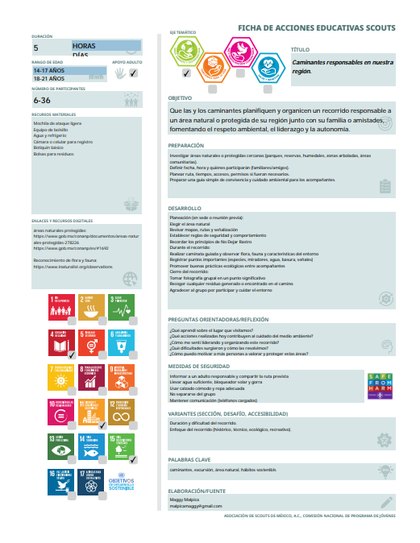 FICHA DE ACCIONES EDUCATIVAS SCOUTS
DURACIÓN
5
HORAS
DÍAS
RANGO DE EDAD
APOYO ADULTO
14-17 AÑOS
18-21 AÑOS
NÚMERO DE PARTICIPANTES
6-36
RECURSOS MATERIALES
Mochila de ataque ligera
Equipo de bolsillo
Agua y refrigerio
Cámara o celular para registro
Botiquín básico
Bolsas para residuos
ENLACES Y RECURSOS DIGITALES
áreas naturales protegidas:
Reconocimiento de flora y fauna:
EJE TEMÁTICO
TÍTULO
Caminantes responsables en nuestra
región.
OBJETIVO
Que las y los caminantes planifiquen y organicen un recorrido responsable a
un área natural o protegida de su región junto con su familia o amistades,
fomentando el respeto ambiental, el liderazgo y la autonomía.
PREPARACIÓN
Investigar áreas naturales o protegidas cercanas (parques, reservas, humedales, zonas arboladas, áreas
comunitarias).
Definir fecha, hora y quiénes participarán (familiares/amigos).
Planear ruta, tiempos, accesos, permisos si fueran necesarios.
Preparar una guía simple de convivencia y cuidado ambiental para los acompañantes.
DESARROLLO
Planeación (en sede o reunión previa):
Elegir el área natural
Revisar mapas, rutas y señalización
Establecer reglas de seguridad y comportamiento
Recordar los principios de No Dejar Rastro
Durante el recorrido:
Realizar caminata guiada y observar flora, fauna y características del entorno
Registrar puntos importantes (especies, miradores, agua, basura, señales)
Promover buenas prácticas ecológicas entre acompañantes
Cierre del recorrido:
Tomar fotografía grupal en un punto significativo
Recoger cualquier residuo generado o encontrado en el camino
Agradecer al grupo por participar y cuidar el entorno
PREGUNTAS ORIENTADORAS/REFLEXIÓN
¿Qué aprendí sobre el lugar que visitamos?
¿Qué acciones realizadas hoy contribuyen al cuidado del medio ambiente?
¿Cómo me sentí liderando y organizando este recorrido?
¿Qué dificultades surgieron y cómo las resolvimos?
¿Cómo puedo motivar a más personas a valorar y proteger estas áreas?
MEDIDAS DE SEGURIDAD
Informar a un adulto responsable y compartir la ruta prevista
Llevar agua suficiente, bloqueador solar y gorra
Usar calzado cómodo y ropa adecuada
No separarse del grupo
Mantener comunicación (teléfonos cargados)
SAFE
FROM
HARM
VARIANTES (SECCIÓN, DESAFÍO, ACCESIBILIDAD)
Duración y dificultad del recorrido.
Enfoque del recorrido (histórico, técnico, ecológico, recreativo).
PALABRAS CLAVE
caminantes, excursión, área natural, hábitos sostenibles
ELABORACIÓN/FUENTE
Maggy Malpica
malpicamaggy@gmail.com
ASOCIACIÓN DE SCOUTS DE MÉXICO, A.C., COMISIÓN NACIONAL DE PROGRAMA DE JÓVENES